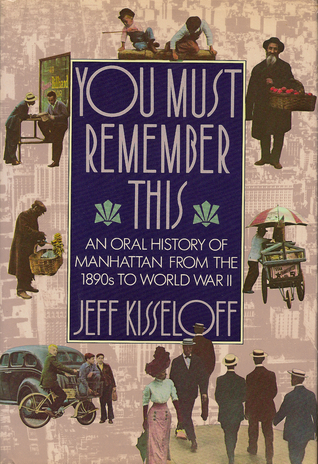 YOU MUST
REMEMBER
THIS
AN ORAL HISTORY OF
MANHATTAN FROM THE
1890s TO WORLD WAR II
JEFF KISSELOFF